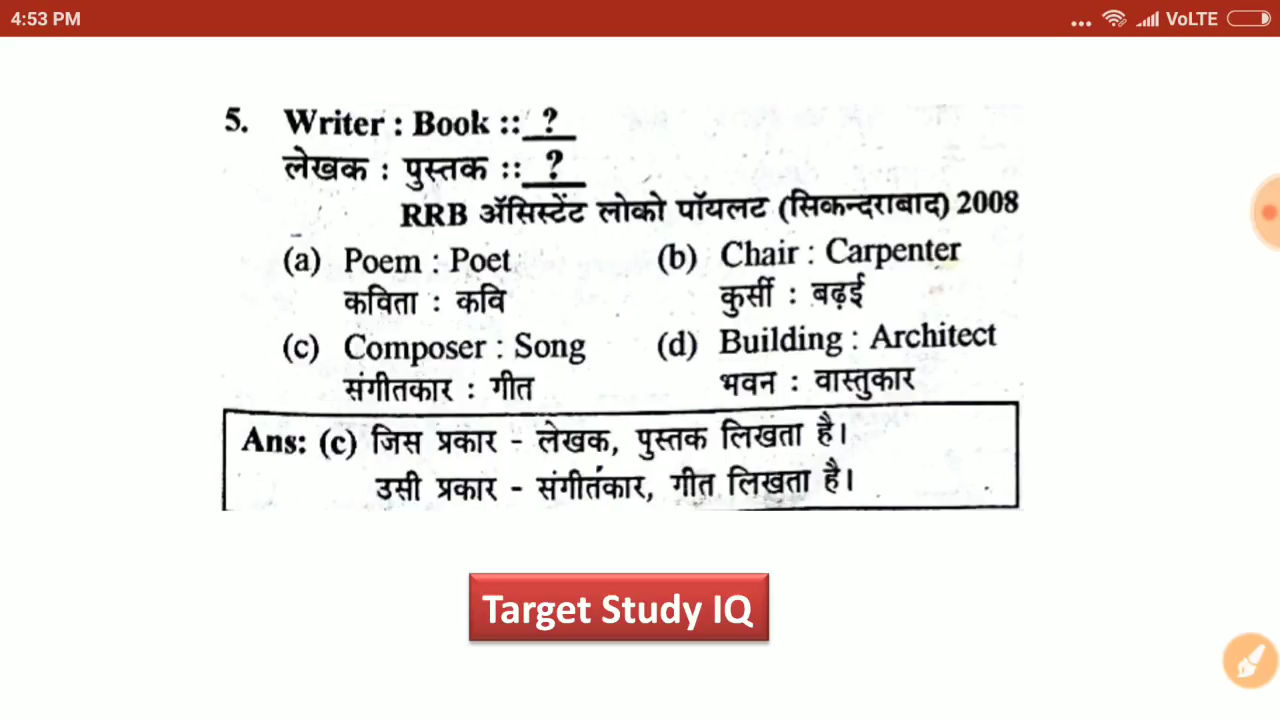 4:53 PM
... VoLTE
5. Writer : Book :: ?
लेखक : पुस्तक :: ?
RRB ऑसिस्टेंट लोको पॉयलट (सिकन्दराबाद) 2008
(a) Poem : Poet (b) Chair : Carpenter
कविता : कवि कुर्सी : बढ़ई
(c) Composer : Song (d) Building : Architect
संगीतकार : गीत भवन : वास्तुकार
Ans: (c) जिस प्रकार - लेखक, पुस्तक लिखता है।
उसी प्रकार - संगीतकार, गीत लिखता है।
Target Study IQ